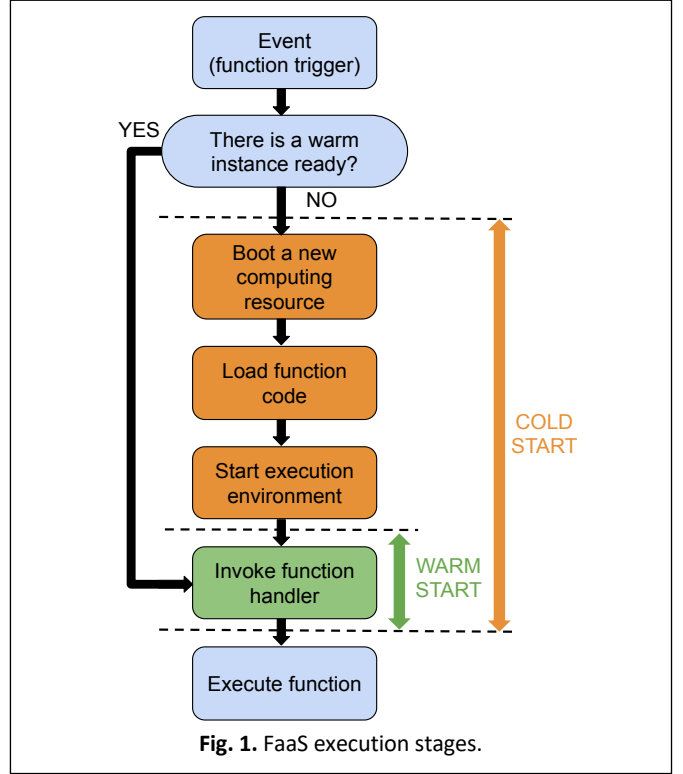 Event
(function trigger)
YES
There is a warm
instance ready?
NO
Boot a new
computing
resource
Load function
code
COLD
START
Start execution
environment
Invoke function
handler
WARM
START
Execute function
Fig. 1. FaaS execution stages.